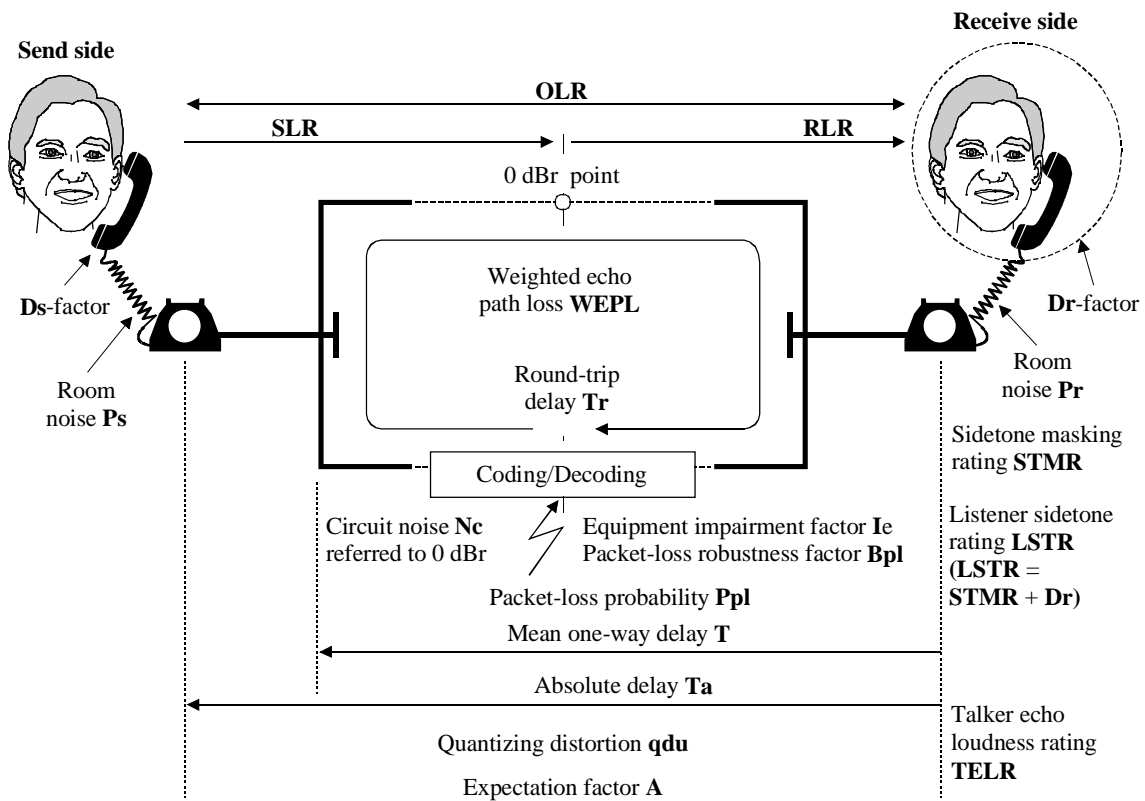 Send side
Receive side
OLR
SLR
RLR
0 dBr point
Weighted echo
path loss WEPL
Ds-factor
Dr-factor
Room
noise Ps
Round-trip
delay Tr
Room
noise Pr
Sidetone masking
rating STMR
Coding/Decoding
Circuit noise Nc
referred to 0 dBr
Equipment impairment factor Ie
Packet-loss robustness factor Bpl
Listener sidetone
rating LSTR
(LSTR =
STMR + Dr)
Packet-loss probability Ppl
Mean one-way delay T
Absolute delay Ta
Talker echo
loudness rating
TELR
Quantizing distortion qdu
Expectation factor A